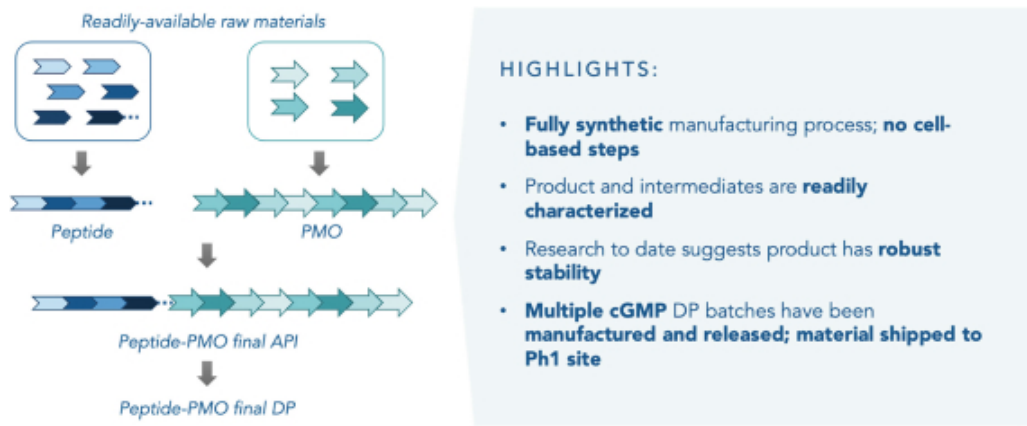 Readily-available raw materials
Peptide
PMO
Peptide-PMO final API
Peptide-PMO final DP
HIGHLIGHTS:
• Fully synthetic manufacturing process; no cell-
based steps
• Product and intermediates are readily
characterized
• Research to date suggests product has robust
stability
• Multiple cGMP DP batches have been
manufactured and released; material shipped to
Ph1 site